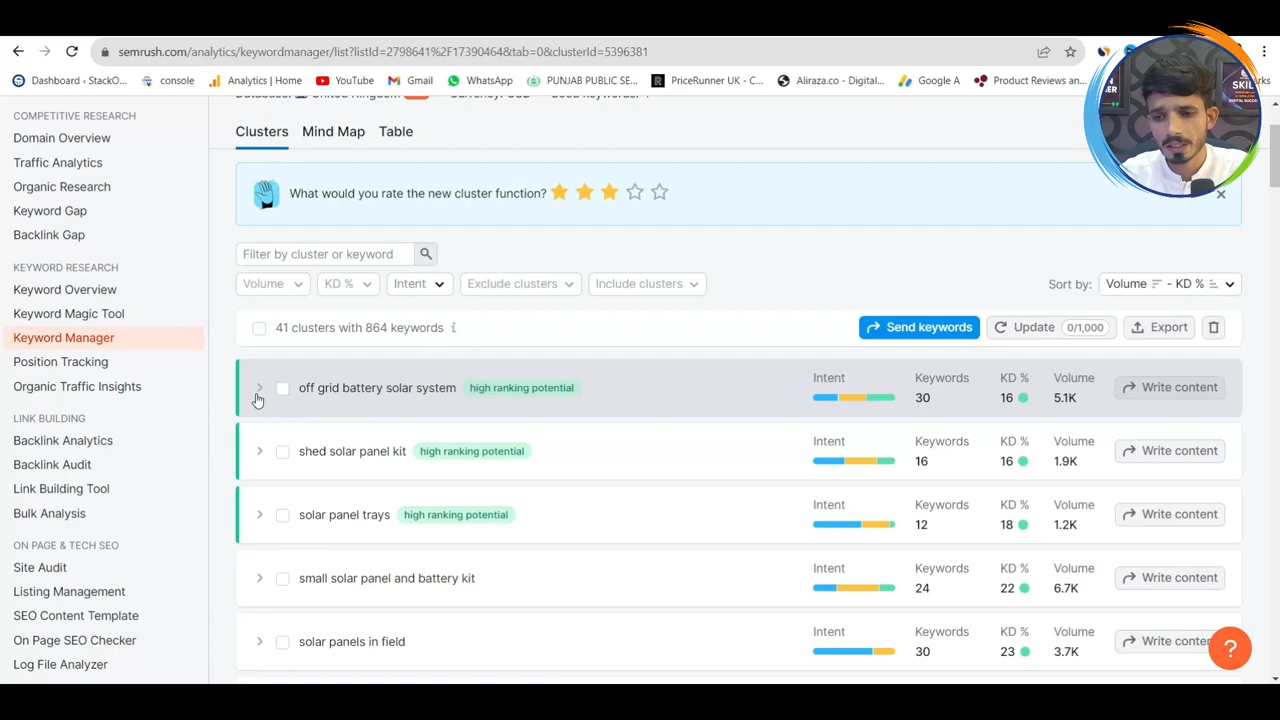 semrush.com/analytics/keywordmanager/list?listId=2798641%2F17390464&tab=0&clusterId=5396381
Dashboard ‹ StackO... console Analytics | Home YouTube Gmail WhatsApp PUNJAB PUBLIC SE... PriceRunner UK - C... Aliraza.co - Digital... Google A Product Reviews an...
SKIL
COMPETITIVE RESEARCH
Domain Overview
Traffic Analytics
Organic Research
Keyword Gap
Backlink Gap
KEYWORD RESEARCH
Keyword Overview
Keyword Magic Tool
Keyword Manager
Position Tracking
Organic Traffic Insights
LINK BUILDING
Backlink Analytics
Backlink Audit
Link Building Tool
Bulk Analysis
ON PAGE & TECH SEO
Site Audit
Listing Management
SEO Content Template
On Page SEO Checker
Log File Analyzer
Clusters Mind Map Table
What would you rate the new cluster function?
Filter by cluster or keyword
Volume KD % Intent Exclude clusters Include clusters Sort by: Volume - KD %
41 clusters with 864 keywords i Send keywords Update 0/1,000 Export
off grid battery solar system high ranking potential Intent Keywords 30 KD % 16 Volume 5.1K Write content
shed solar panel kit high ranking potential Intent Keywords 16 KD % 16 Volume 1.9K Write content
solar panel trays high ranking potential Intent Keywords 12 KD % 18 Volume 1.2K Write content
small solar panel and battery kit Intent Keywords 24 KD % 22 Volume 6.7K Write content
solar panels in field Intent Keywords 30 KD % 23 Volume 3.7K Write conten
?